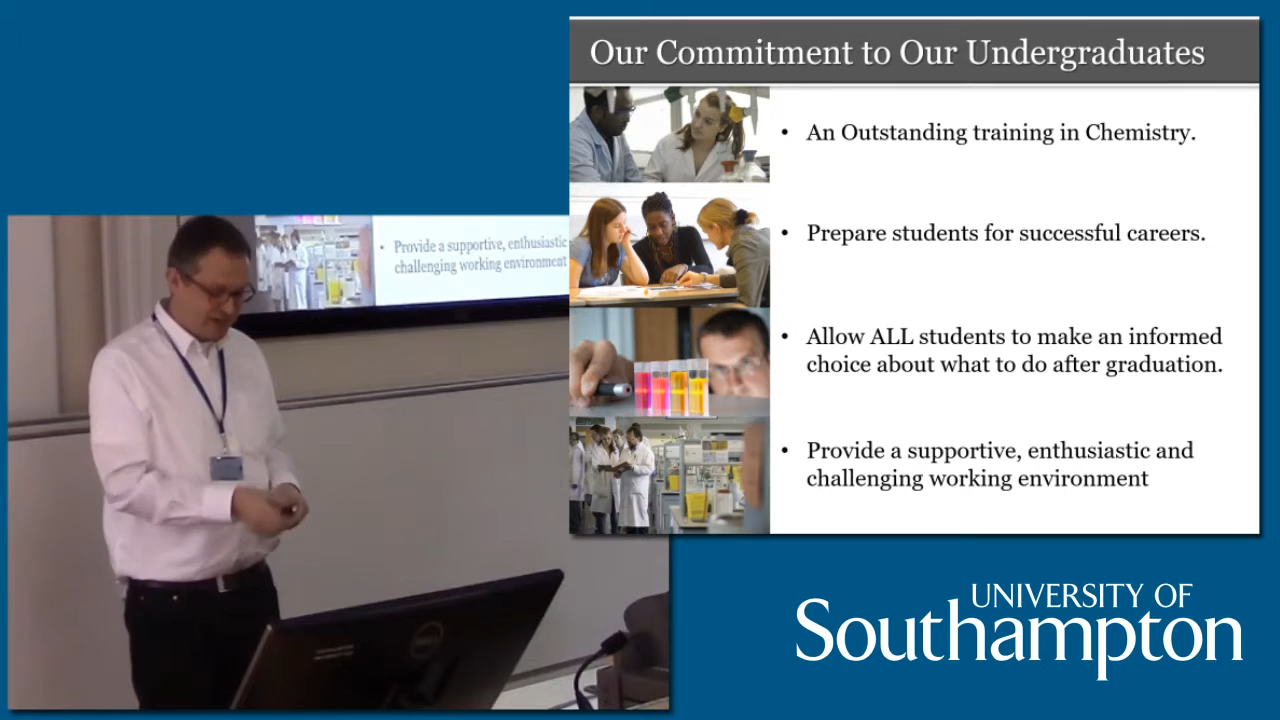 Our Commitment to Our Undergraduates
• An Outstanding training in Chemistry.
• Prepare students for successful careers.
• Allow ALL students to make an informed
choice about what to do after graduation.
• Provide a supportive, enthusiastic and
challenging working environment
• Provide a supportive, enthusiastic
challenging working environment
DELL
UNIVERSITY OF
Southampton